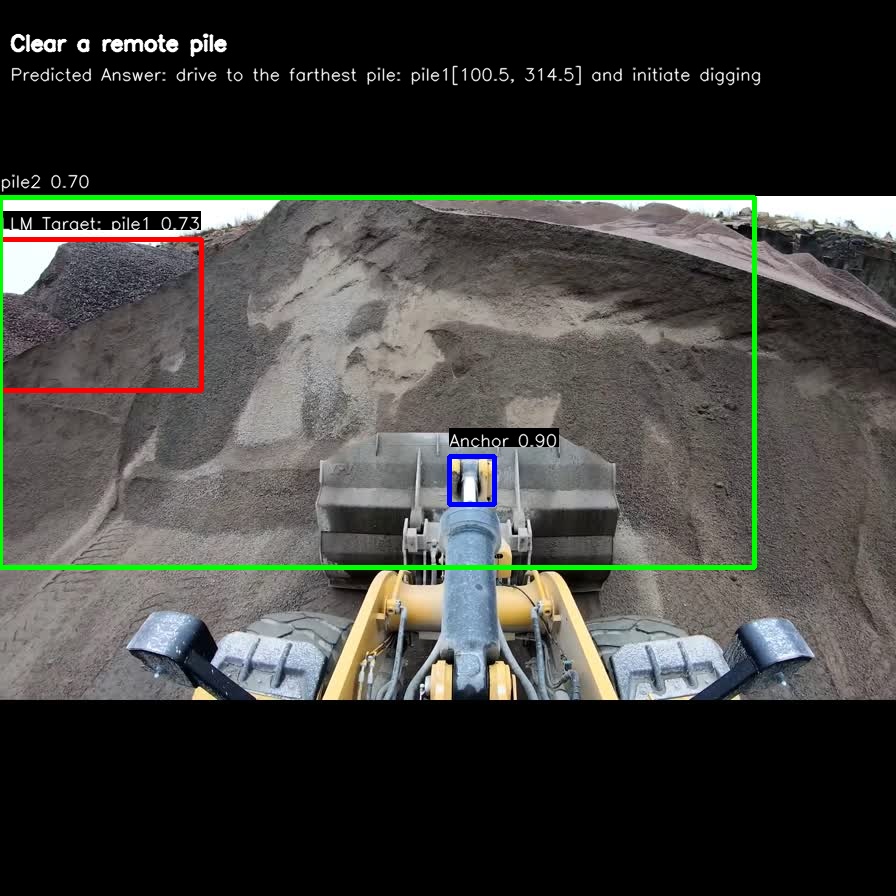 Clear a remote pile
Predicted Answer: drive to the farthest pile: pile1[100.5, 314.5] and initiate digging
pile2 0.70
LM Target: pile1 0.73
Anchor 0.90